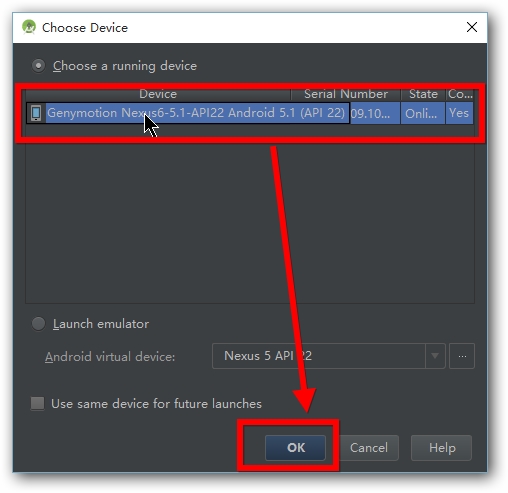 Choose Device
Choose a running device
Device Serial Number State Co...
Genymotion Nexus6-5.1-API22 Android 5.1 (API 22) 09.10... Onli... Yes
Launch emulator
Android virtual device: Nexus 5 API 22 ...
Use same device for future launches
OK Cancel Help